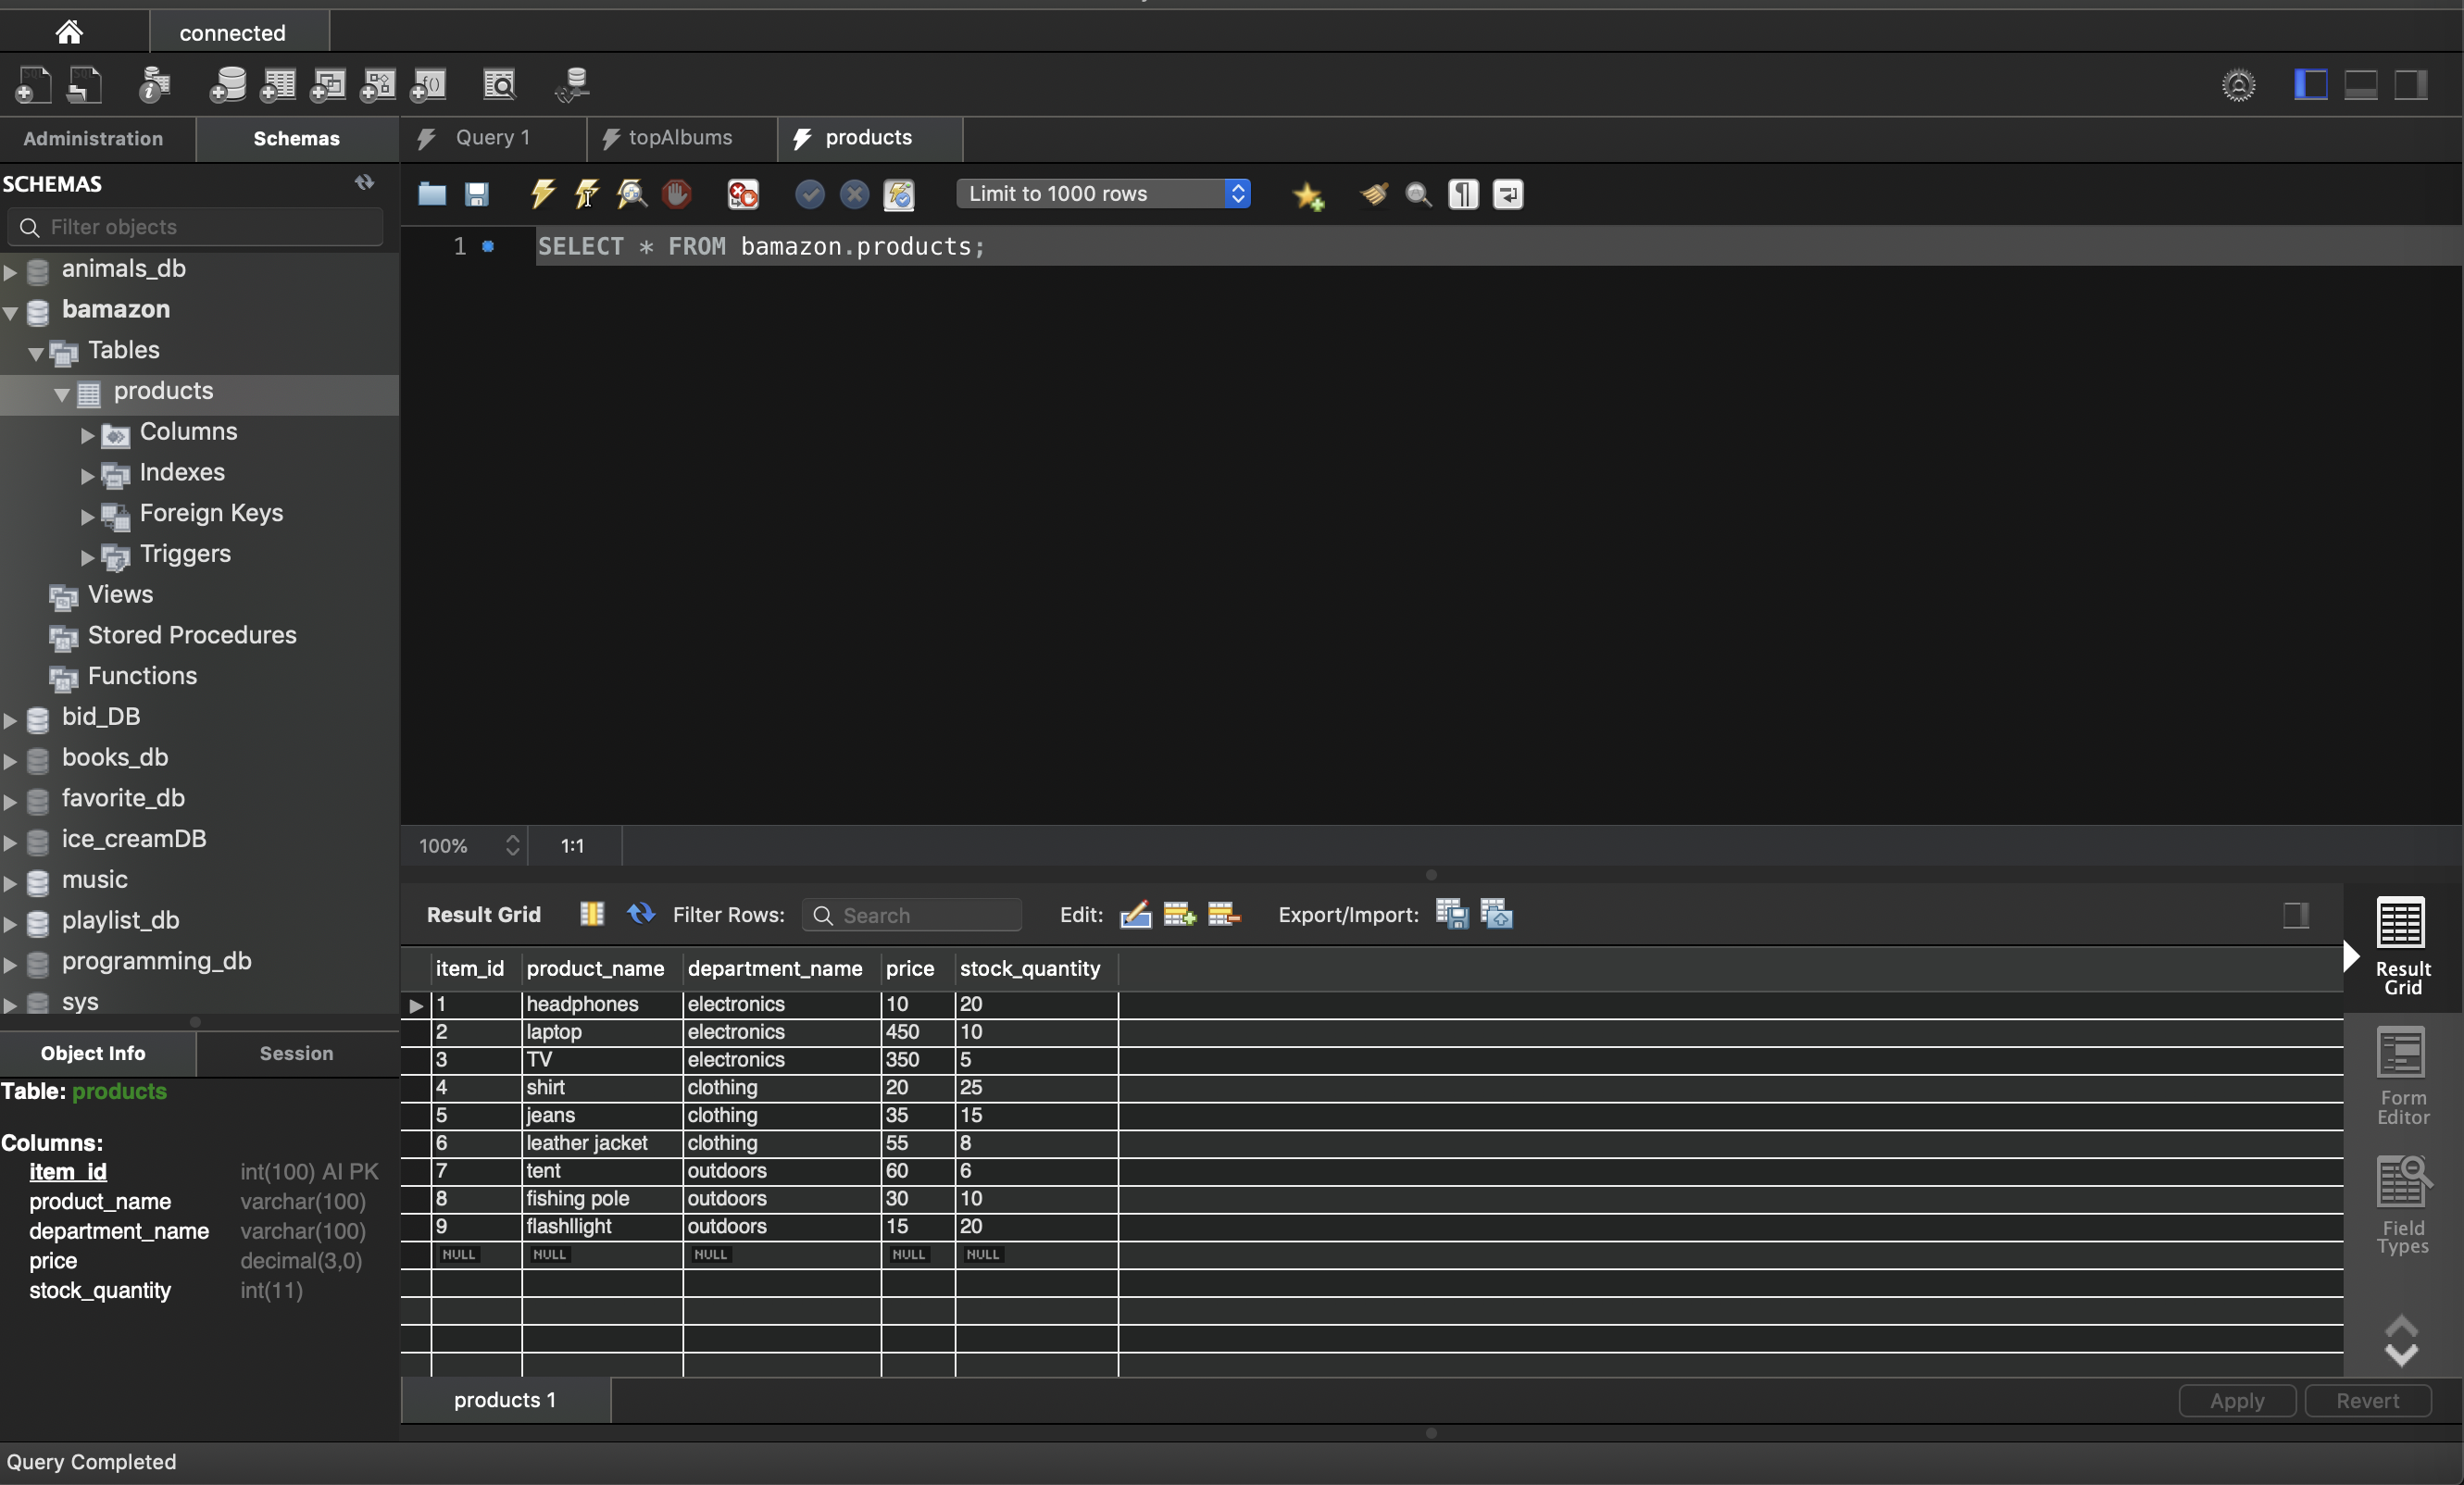 connected
Administration
Schemas
Query 1
topAlbums
products
SCHEMAS
Filter objects
Limit to 1000 rows
1
SELECT * FROM bamazon.products;
animals_db
bamazon
Tables
products
Columns
Indexes
Foreign Keys
Triggers
Views
Stored Procedures
Functions
bid_DB
books_db
favorite_db
ice_creamDB
music
playlist_db
programming_db
sys
100%
1:1
Result Grid
Filter Rows:
Search
Edit:
Export/Import:
item_id product_name department_name price stock_quantity
1 headphones electronics 10 20
2 laptop electronics 450 10
3 TV electronics 350 5
4 shirt clothing 20 25
5 jeans clothing 35 15
6 leather jacket clothing 55 8
7 tent outdoors 60 6
8 fishing pole outdoors 30 10
9 flashllight outdoors 15 20
NULL NULL NULL NULL NULL
Result
Grid
Form
Editor
Field
Types
Object Info
Session
Table: products
Columns:
item_id int(100) AI PK
product_name varchar(100)
department_name varchar(100)
price decimal(3,0)
stock_quantity int(11)
products 1
Apply
Revert
Query Completed